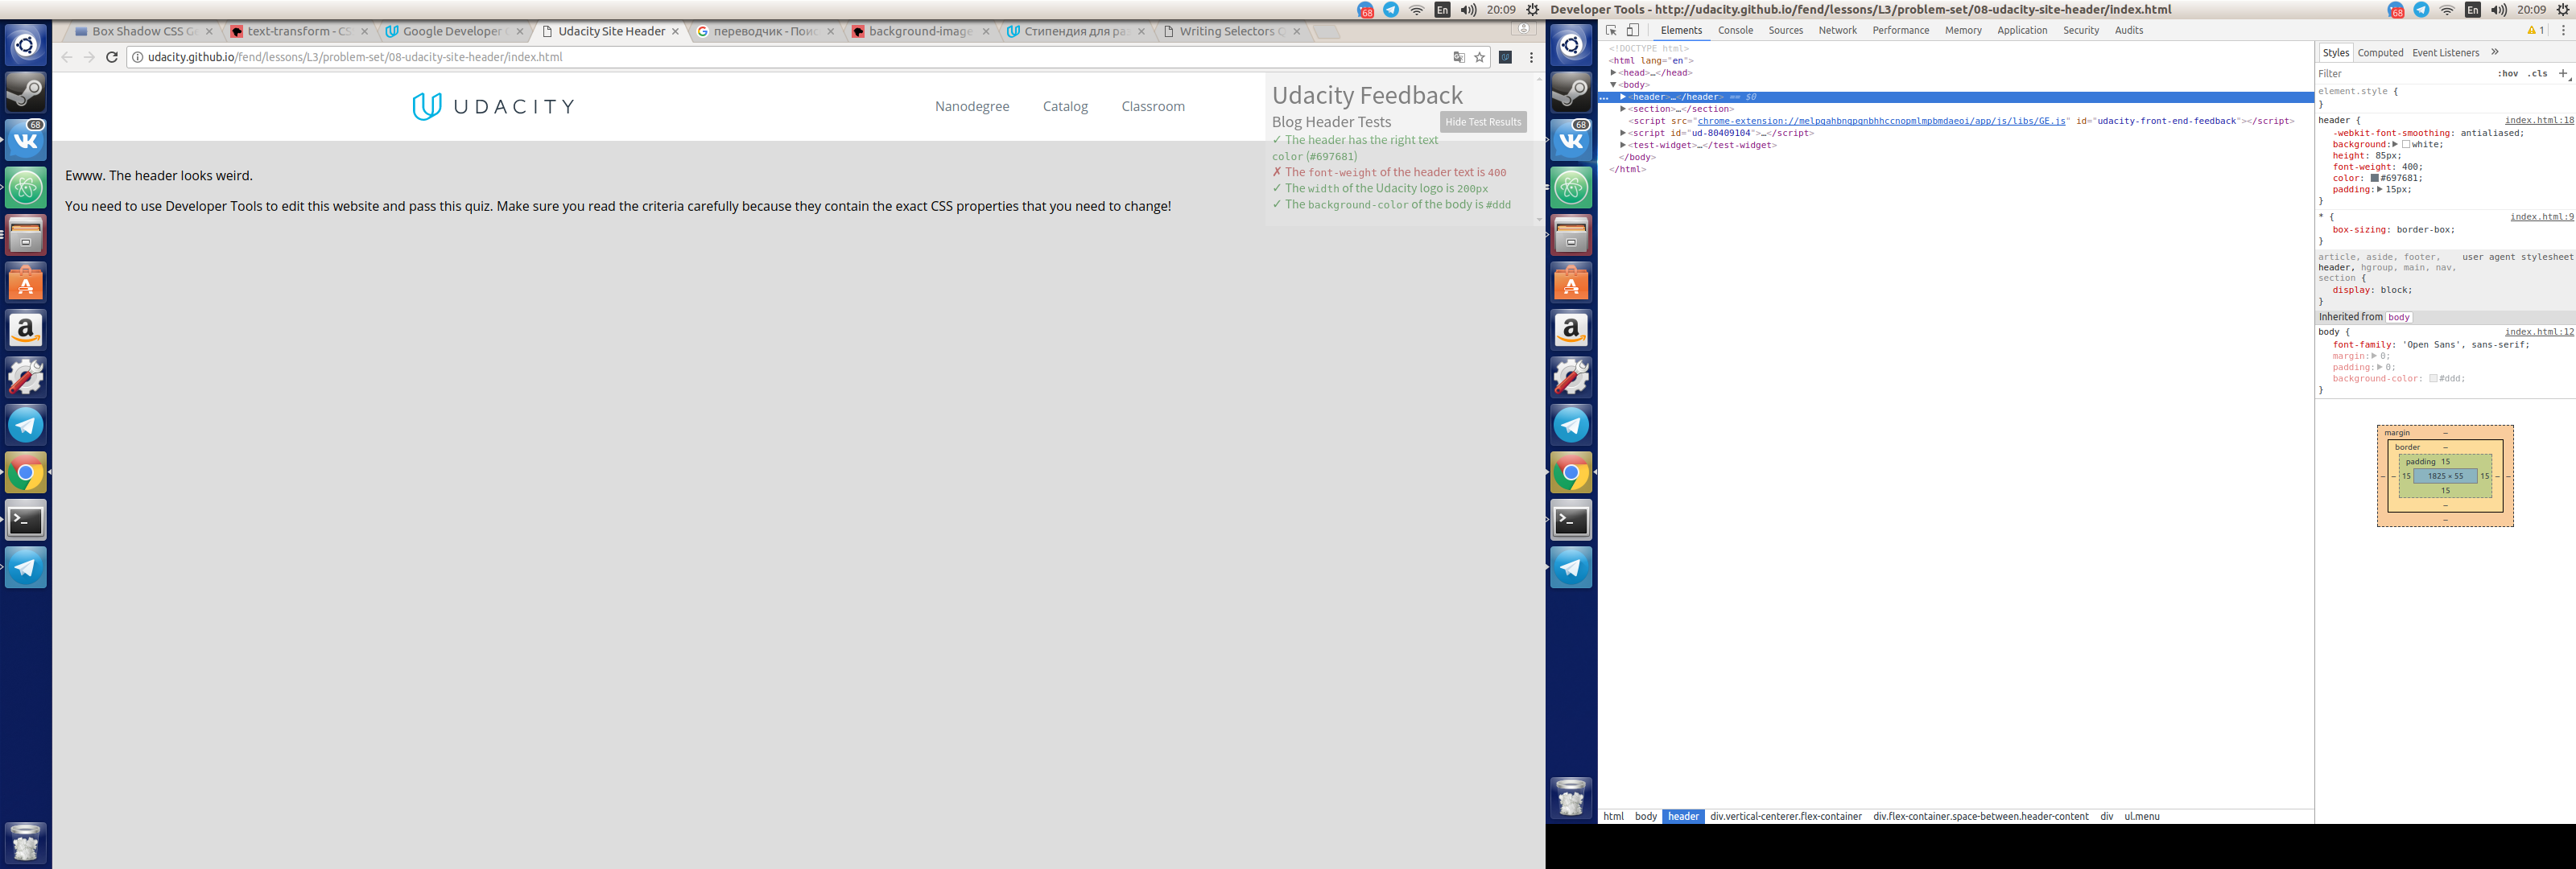 68
En
20:09
Box Shadow CSS G
text-transform - CS
Google Developer
Udacity Site Header
переводчик - Поис
background-image
Стипендия для ра
Writing Selectors Q
udacity.github.io/fend/lessons/L3/problem-set/08-udacity-site-header/index.html
68
UDACITY
Nanodegree
Catalog
Classroom
Udacity Feedback
Blog Header Tests
Hide Test Results
✓ The header has the right text
color (#697681)
✗ The font-weight of the header text is 400
✓ The width of the Udacity logo is 200px
✓ The background-color of the body is #ddd
Ewww. The header looks weird.
You need to use Developer Tools to edit this website and pass this quiz. Make sure you read the criteria carefully because they contain the exact CSS properties that you need to change!
Developer Tools - http://udacity.github.io/fend/lessons/L3/problem-set/08-udacity-site-header/index.html
68
En
20:09
68
Elements
Console
Sources
Network
Performance
Memory
Application
Security
Audits
1
<!DOCTYPE html>
<html lang="en">
<head>…</head>
<body>
… <header>…</header> == $0
<section>…</section>
<script src="chrome-extension://melpgahbngpgnbhhccnopmlmpbmdaeoi/app/js/libs/GE.js" id="udacity-front-end-feedback"></script>
<script id="ud-80409104">…</script>
<test-widget>…</test-widget>
</body>
</html>
html
body
header
div.vertical-centerer.flex-container
div.flex-container.space-between.header-content
div
ul.menu
Styles
Computed
Event Listeners
»
Filter
:hov
.cls
+
element.style {
}
header {
index.html:18
-webkit-font-smoothing: antialiased;
background: white;
height: 85px;
font-weight: 400;
color: #697681;
padding: 15px;
}
* {
index.html:9
box-sizing: border-box;
}
article, aside, footer,
user agent stylesheet
header, hgroup, main, nav,
section {
display: block;
}
Inherited from body
body {
index.html:12
font-family: 'Open Sans', sans-serif;
margin: 0;
padding: 0;
background-color: #ddd;
}
margin
–
border
–
padding
15
– – 15
1825 × 55
15 – –
15
–
–